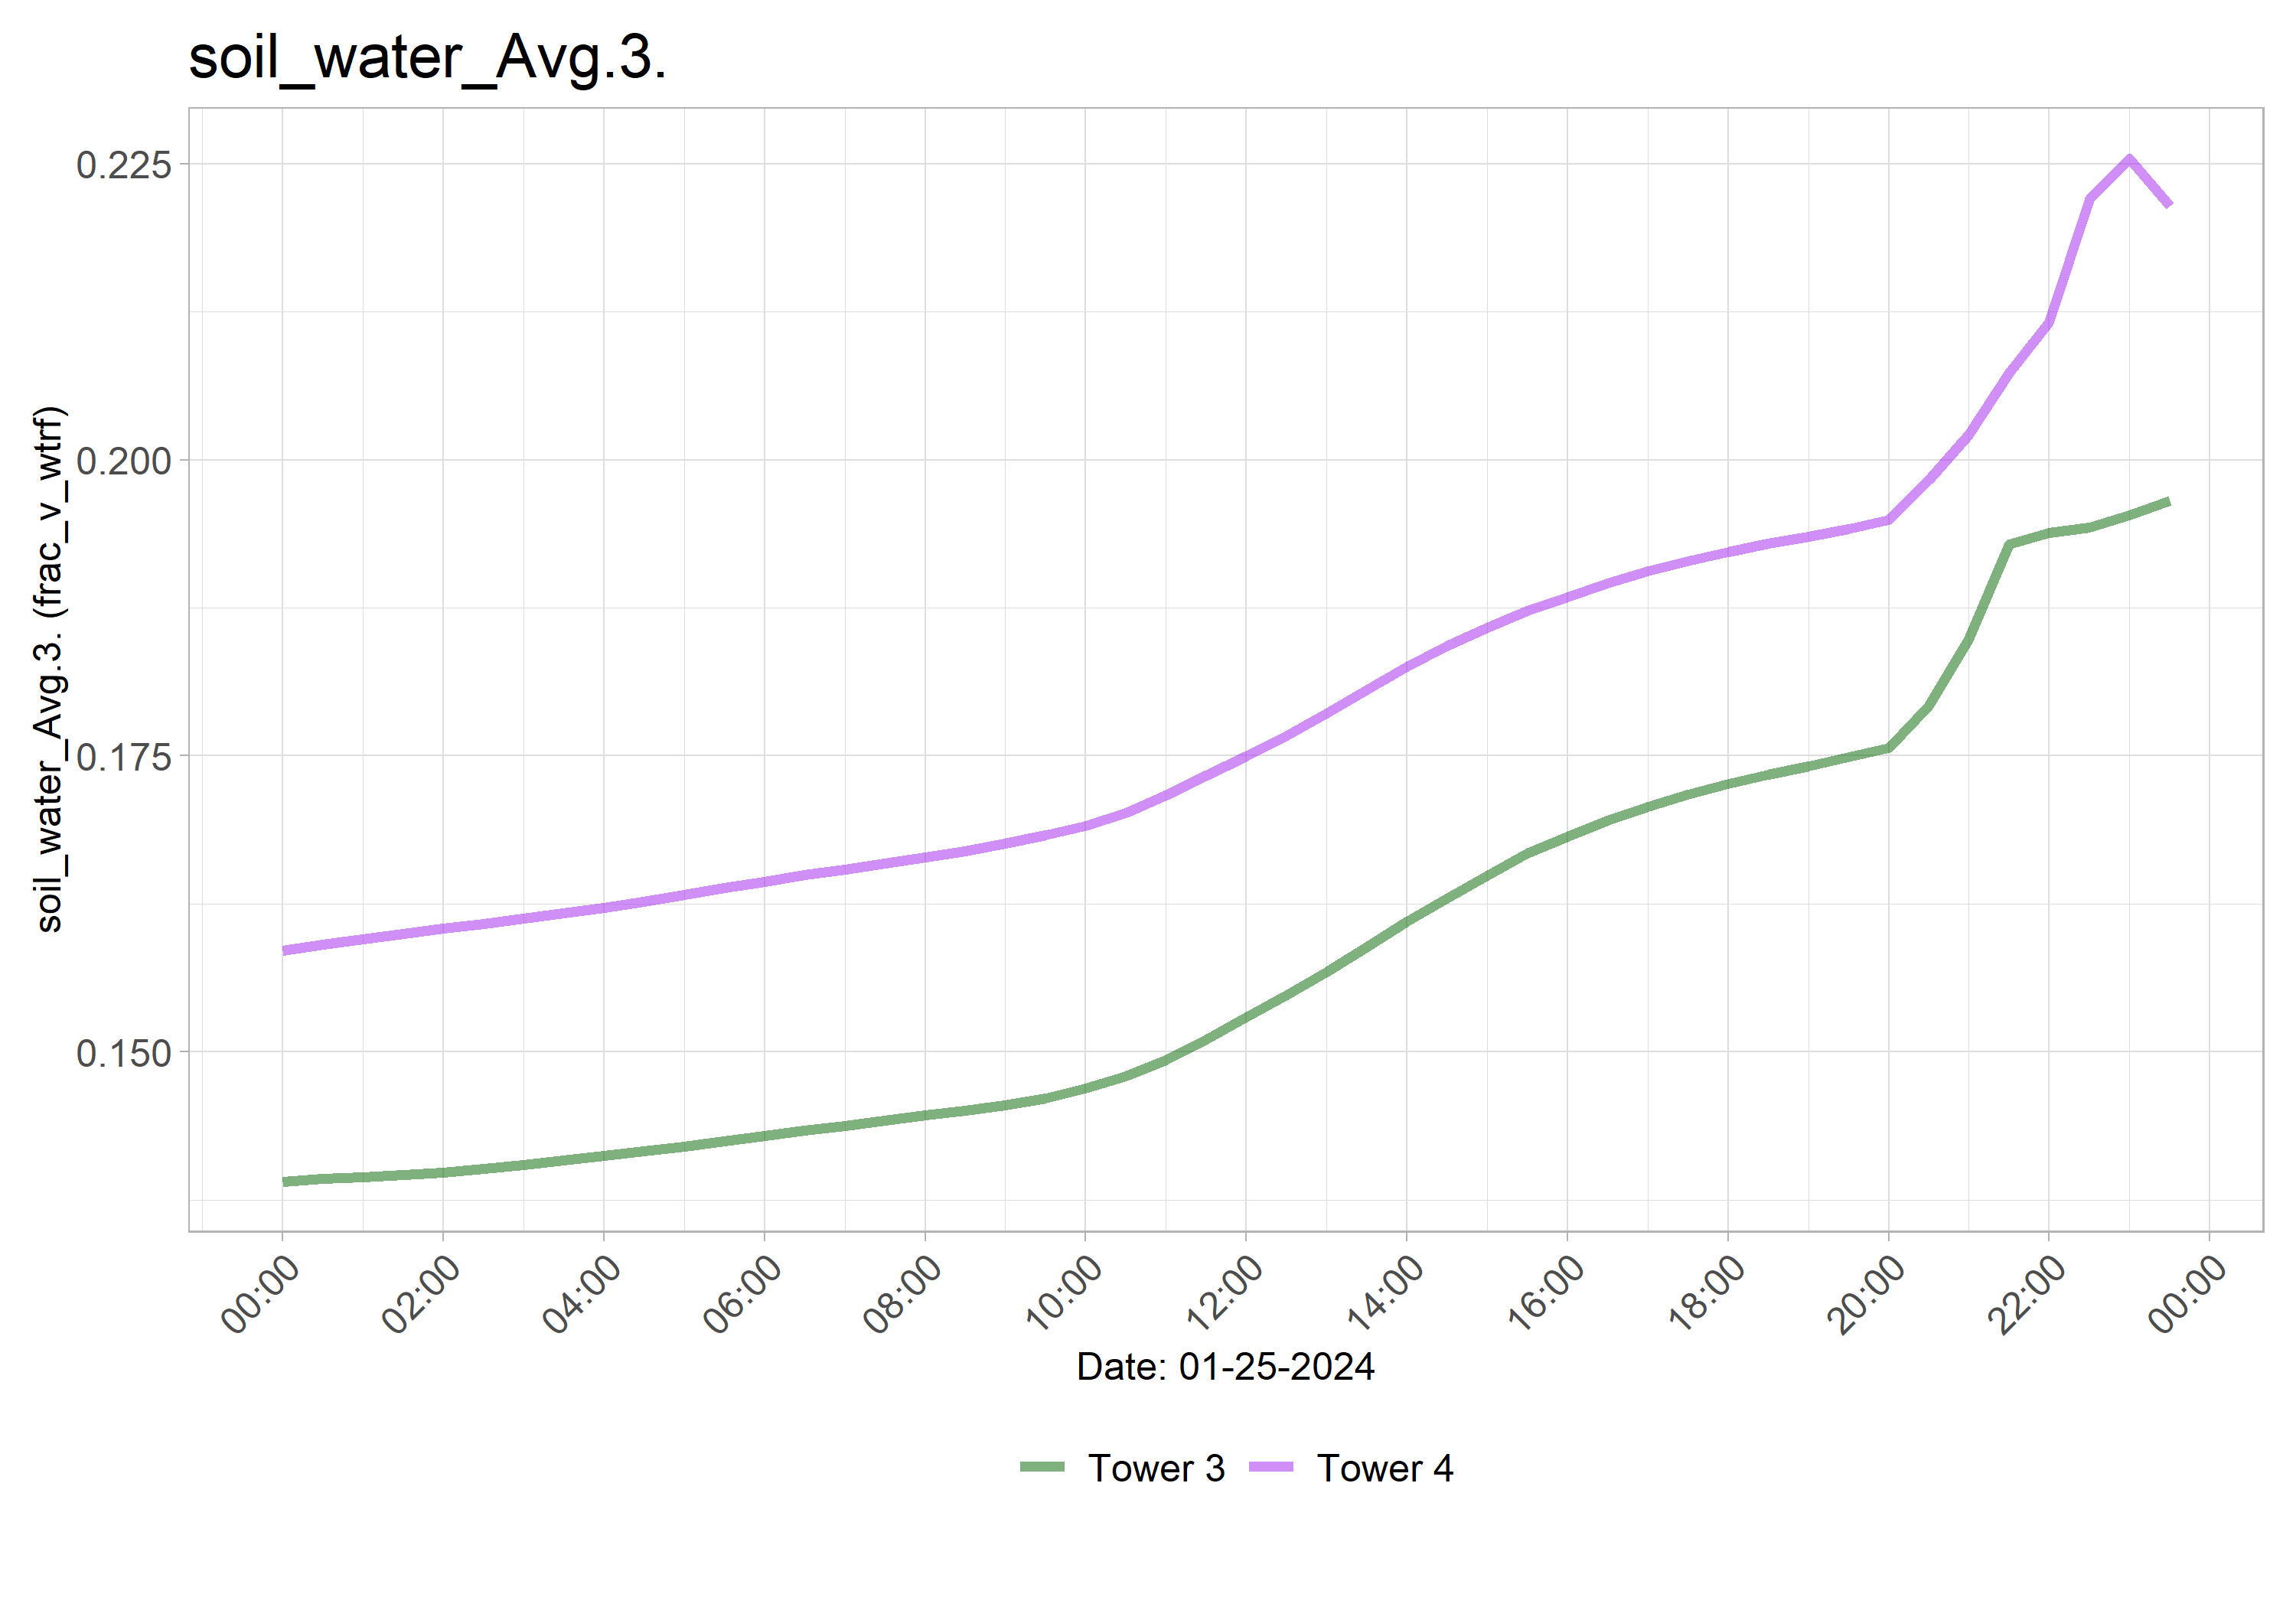 soil_water_Avg.3.
soil_water_Avg.3. (frac_v_wtrf)
0.225
0.200
0.175
0.150
00:00 02:00 04:00 06:00 08:00 10:00 12:00 14:00 16:00 18:00 20:00 22:00 00:00
Date: 01-25-2024
Tower 3 Tower 4